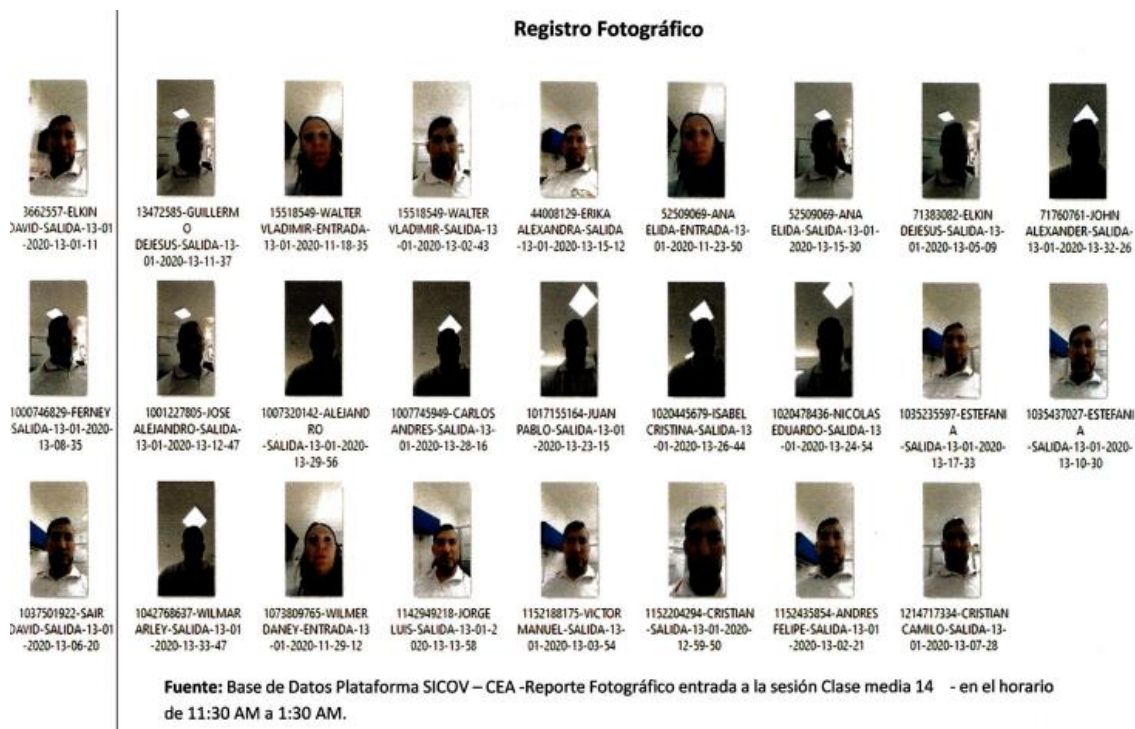 Registro Fotográfico
3662557-ELKIN
DAVID-SALIDA-13-01
-2020-13-01-11
13472585-GUILLERM
O
DEJESUS-SALIDA-13-
01-2020-13-11-37
15518549-WALTER
VLADIMIR-ENTRADA-
13-01-2020-11-18-35
15518549-WALTER
VLADIMIR-SALIDA-13
-01-2020-13-02-43
44008129-ERIKA
ALEXANDRA-SALIDA
-13-01-2020-13-15-12
52509069-ANA
ELIDA-ENTRADA-13-
01-2020-11-23-50
52509069-ANA
ELIDA-SALIDA-13-01-
2020-13-15-30
71383082-ELKIN
DEJESUS-SALIDA-13-
01-2020-13-05-09
71760761-JOHN
ALEXANDER-SALIDA-
13-01-2020-13-32-26
1000746829-FERNEY
SALIDA-13-01-2020-
13-08-35
1001227805-JOSE
ALEJANDRO-SALIDA-
13-01-2020-13-12-47
1007320142-ALEJAND
RO
-SALIDA-13-01-2020-
13-29-56
1007745949-CARLOS
ANDRES-SALIDA-13-
01-2020-13-28-16
1017155164-JUAN
PABLO-SALIDA-13-01
-2020-13-23-15
1020445679-ISABEL
CRISTINA-SALIDA-13
-01-2020-13-26-44
1020478436-NICOLAS
EDUARDO-SALIDA-13
-01-2020-13-24-54
1035235597-ESTEFANI
A
-SALIDA-13-01-2020-
13-17-33
1035437027-ESTEFANI
A
-SALIDA-13-01-2020-
13-10-30
1037501922-SAIR
DAVID-SALIDA-13-01
-2020-13-06-20
1042768637-WILMAR
ARLEY-SALIDA-13-01
-2020-13-33-47
1073809765-WILMER
DANEY-ENTRADA-13
-01-2020-11-29-12
1142949218-JORGE
LUIS-SALIDA-13-01-2
020-13-13-58
1152188175-VICTOR
MANUEL-SALIDA-13-
01-2020-13-03-54
1152204294-CRISTIAN
-SALIDA-13-01-2020-
12-59-50
1152435854-ANDRES
FELIPE-SALIDA-13-01
-2020-13-02-21
1214717334-CRISTIAN
CAMILO-SALIDA-13-
01-2020-13-07-28
Fuente: Base de Datos Plataforma SICOV – CEA -Reporte Fotográfico entrada a la sesión Clase media 14 - en el horario
de 11:30 AM a 1:30 AM.